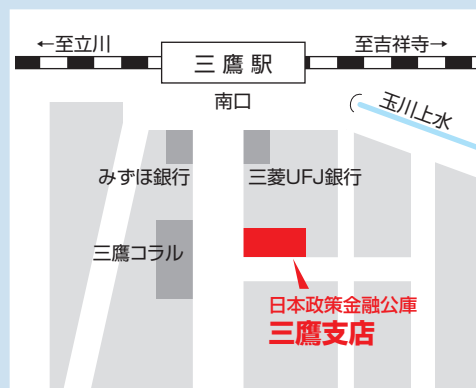 ←至立川
至吉祥寺→
三鷹駅
南口
玉川上水
みずほ銀行
三菱UFJ銀行
三鷹コラル
日本政策金融公庫
三鷹支店